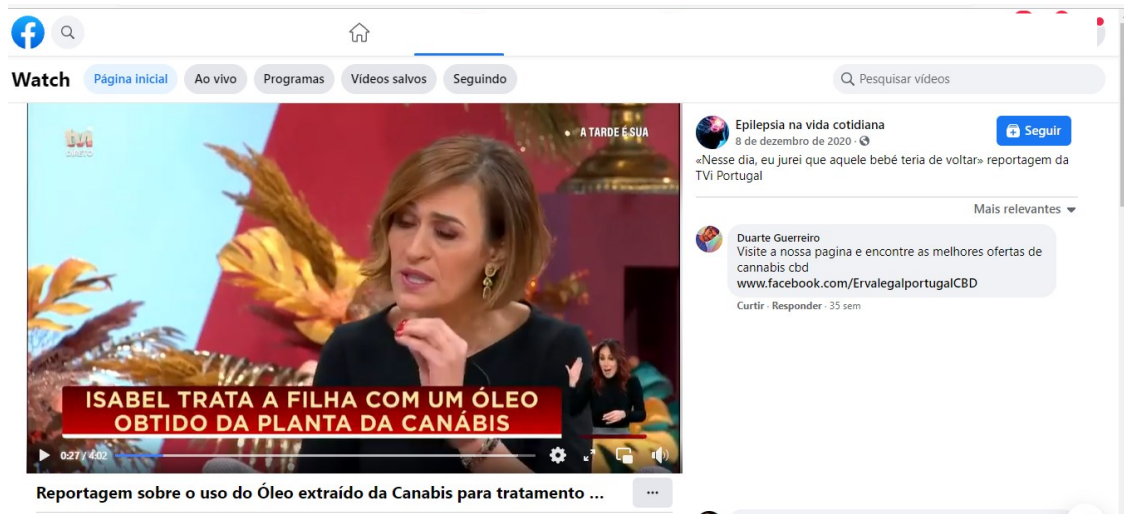 Watch
Página inicial
Ao vivo
Programas
Vídeos salvos
Seguindo
Pesquisar vídeos
tvi
DIRETO
A TARDE É SUA
ISABEL TRATA A FILHA COM UM ÓLEO
OBTIDO DA PLANTA DA CANÁBIS
0:27 / 4:02
Reportagem sobre o uso do Óleo extraído da Canabis para tratamento ...
Epilepsia na vida cotidiana
8 de dezembro de 2020 ·
Seguir
«Nesse dia, eu jurei que aquele bebé teria de voltar» reportagem da
TVi Portugal
Mais relevantes
Duarte Guerreiro
Visite a nossa pagina e encontre as melhores ofertas de
cannabis cbd
www.facebook.com/ErvalegalportugalCBD
Curtir · Responder · 35 sem